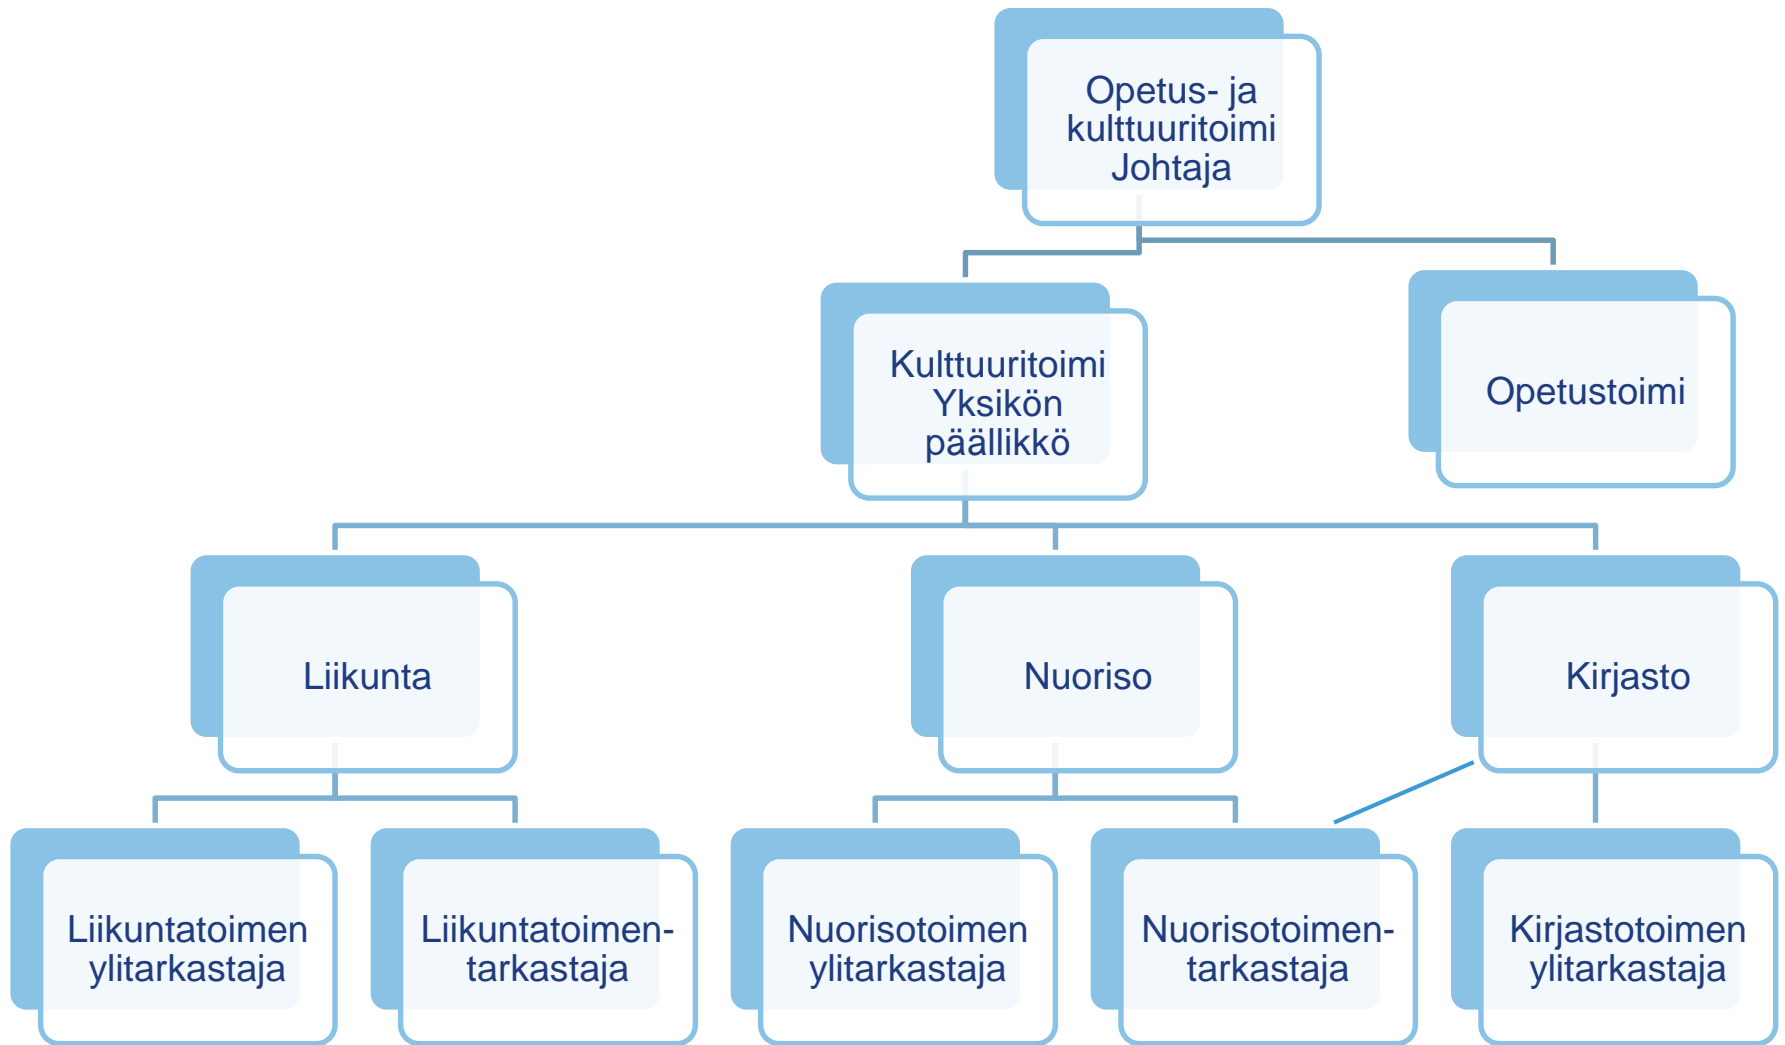 Opetus- ja
kulttuuritoimi
Johtaja
Kulttuuritoimi
Yksikön
päällikkö
Opetustoimi
Liikunta
Nuoriso
Kirjasto
Liikuntatoimen
ylitarkastaja
Liikuntatoimen-
tarkastaja
Nuorisotoimen
ylitarkastaja
Nuorisotoimen-
tarkastaja
Kirjastotoimen
ylitarkastaja